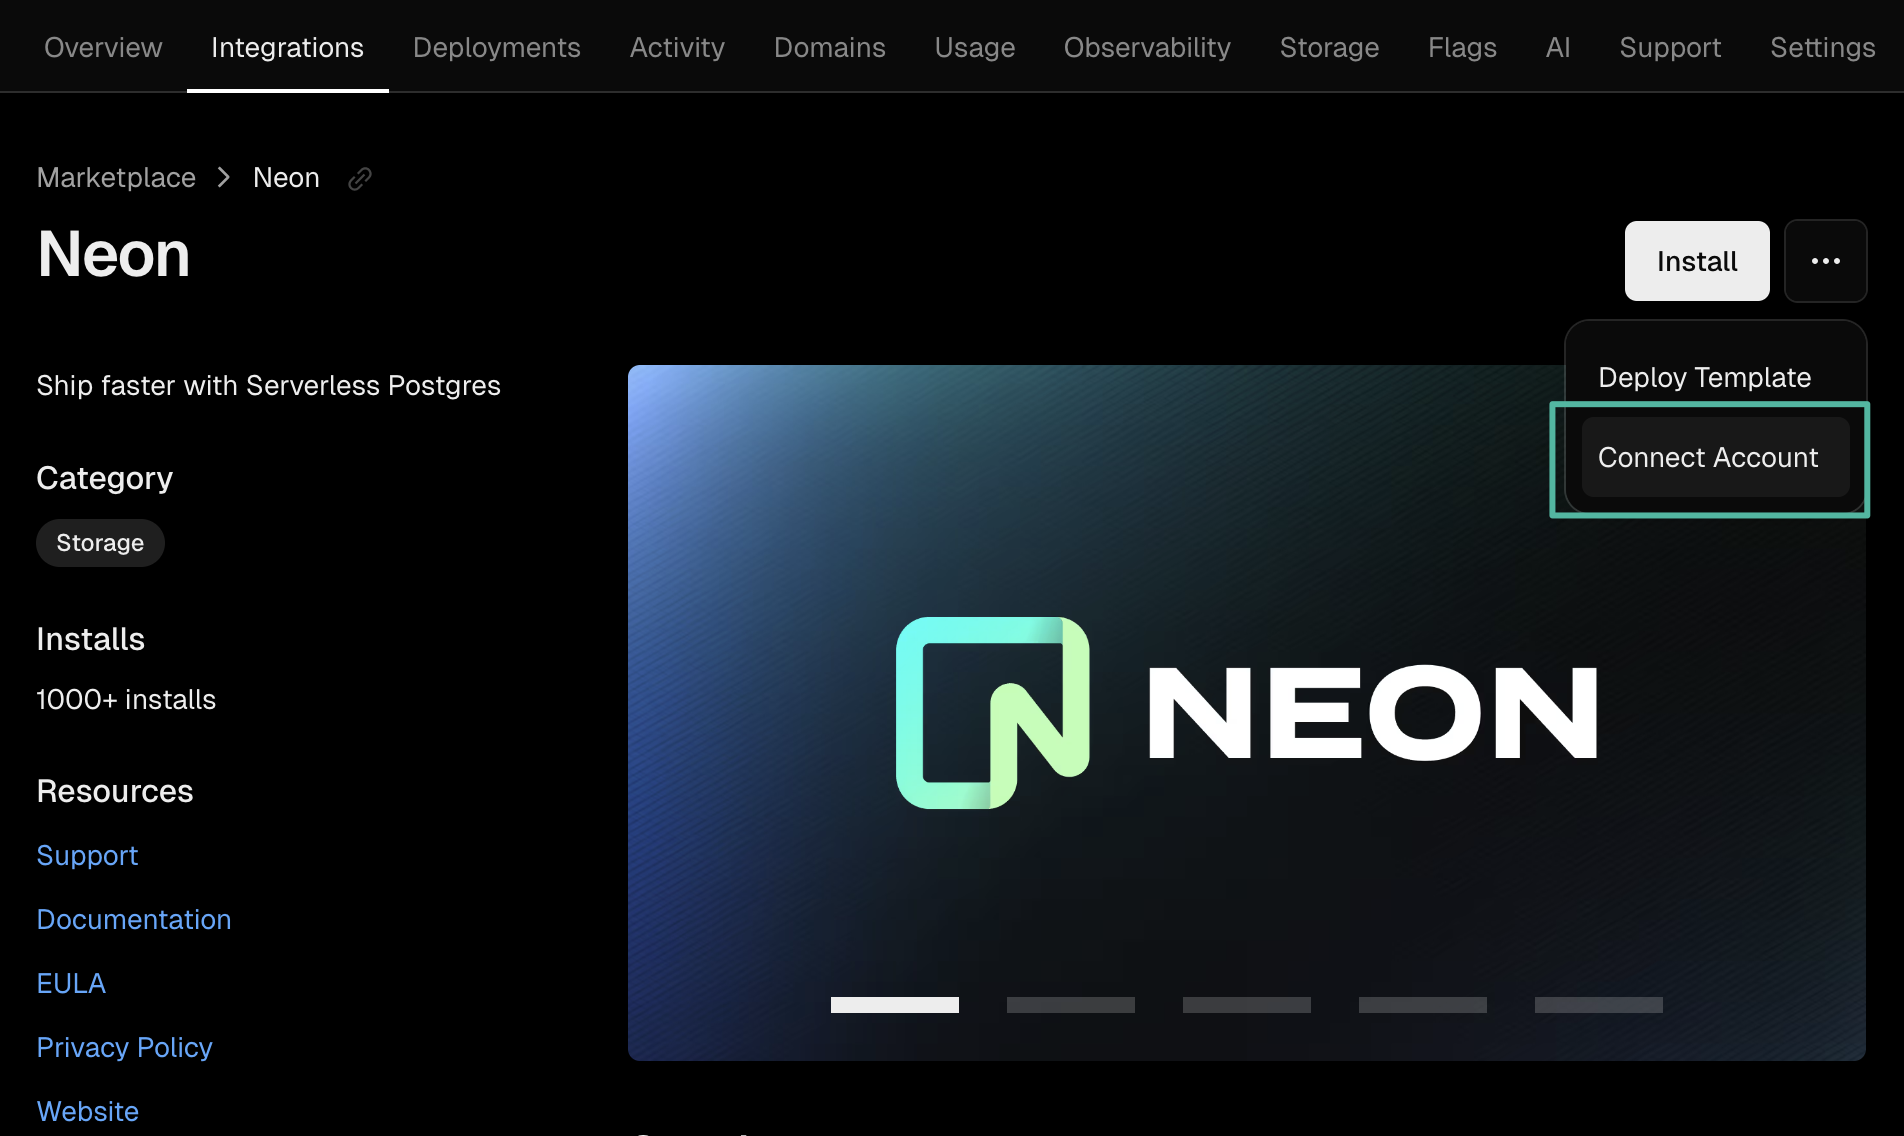 Overview Integrations Deployments Activity Domains Usage Observability Storage Flags AI Support Settings
Marketplace Neon
Neon
Install
Deploy Template
Connect Account
Ship faster with Serverless Postgres
Category
Storage
Installs
1000+ installs
Resources
Support
Documentation
EULA
Privacy Policy
Website
NEON